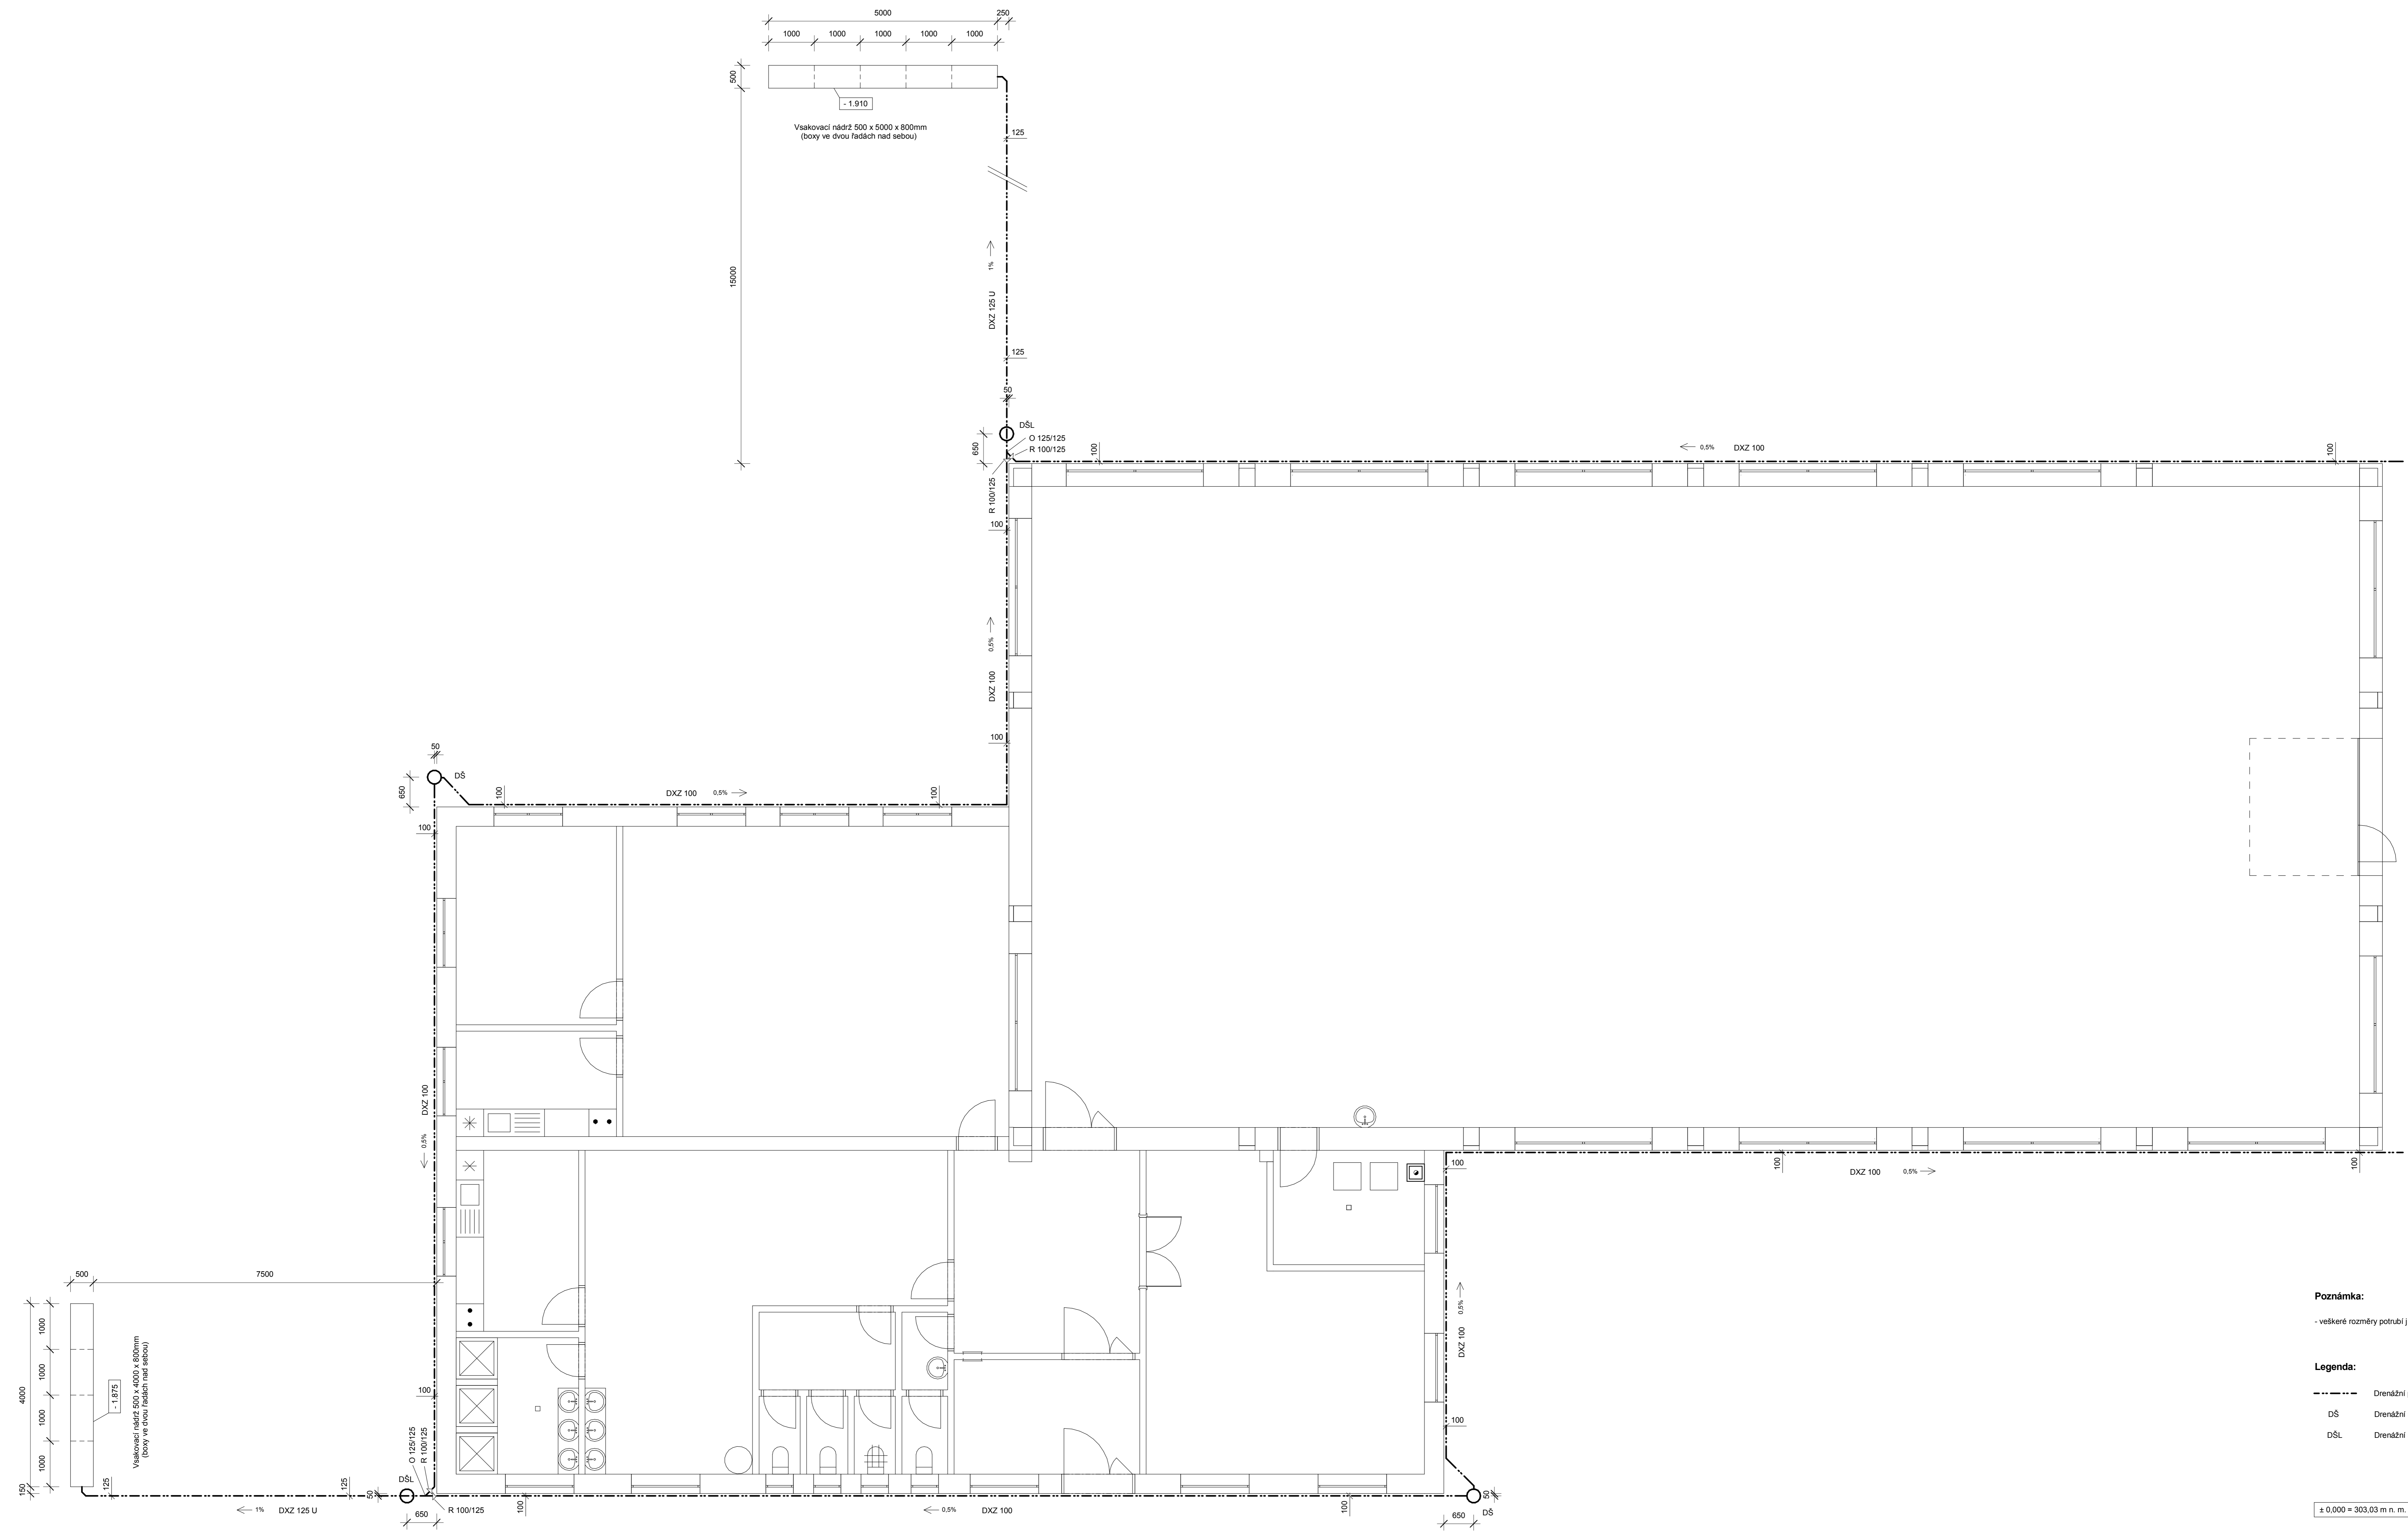 5000
250
1000
1000
1000
1000
1000
500
- 1.910
Vsakovací nádrž 500 x 5000 x 800mm
(boxy ve dvou řadách nad sebou)
125
15000
1%
DXZ 125 U
125
50
DŠL
O 125/125
R 100/125
650
100
0,5%
DXZ 100
100
R 100/125
100
0,5%
DXZ 100
100
50
DŠ
650
100
DXZ 100
0,5%
100
100
DXZ 100
0,5%
100
100
DXZ 100
0,5%
100
500
7500
4000
1000
1000
1000
1000
150
- 1.875
Vsakovací nádrž 500 x 4000 x 800mm
(boxy ve dvou řadách nad sebou)
125
1%
DXZ 125 U
125
50
DŠL
O 125/125
R 100/125
100
650
R 100/125
100
0,5%
DXZ 100
100
0,5%
DXZ 100
100
50
DŠ
650
Poznámka:
- veškeré rozměry potrubí j
Legenda:
Drenážní
DŠ
Drenážní
DŠL
Drenážní
± 0,000 = 303,03 m n. m.